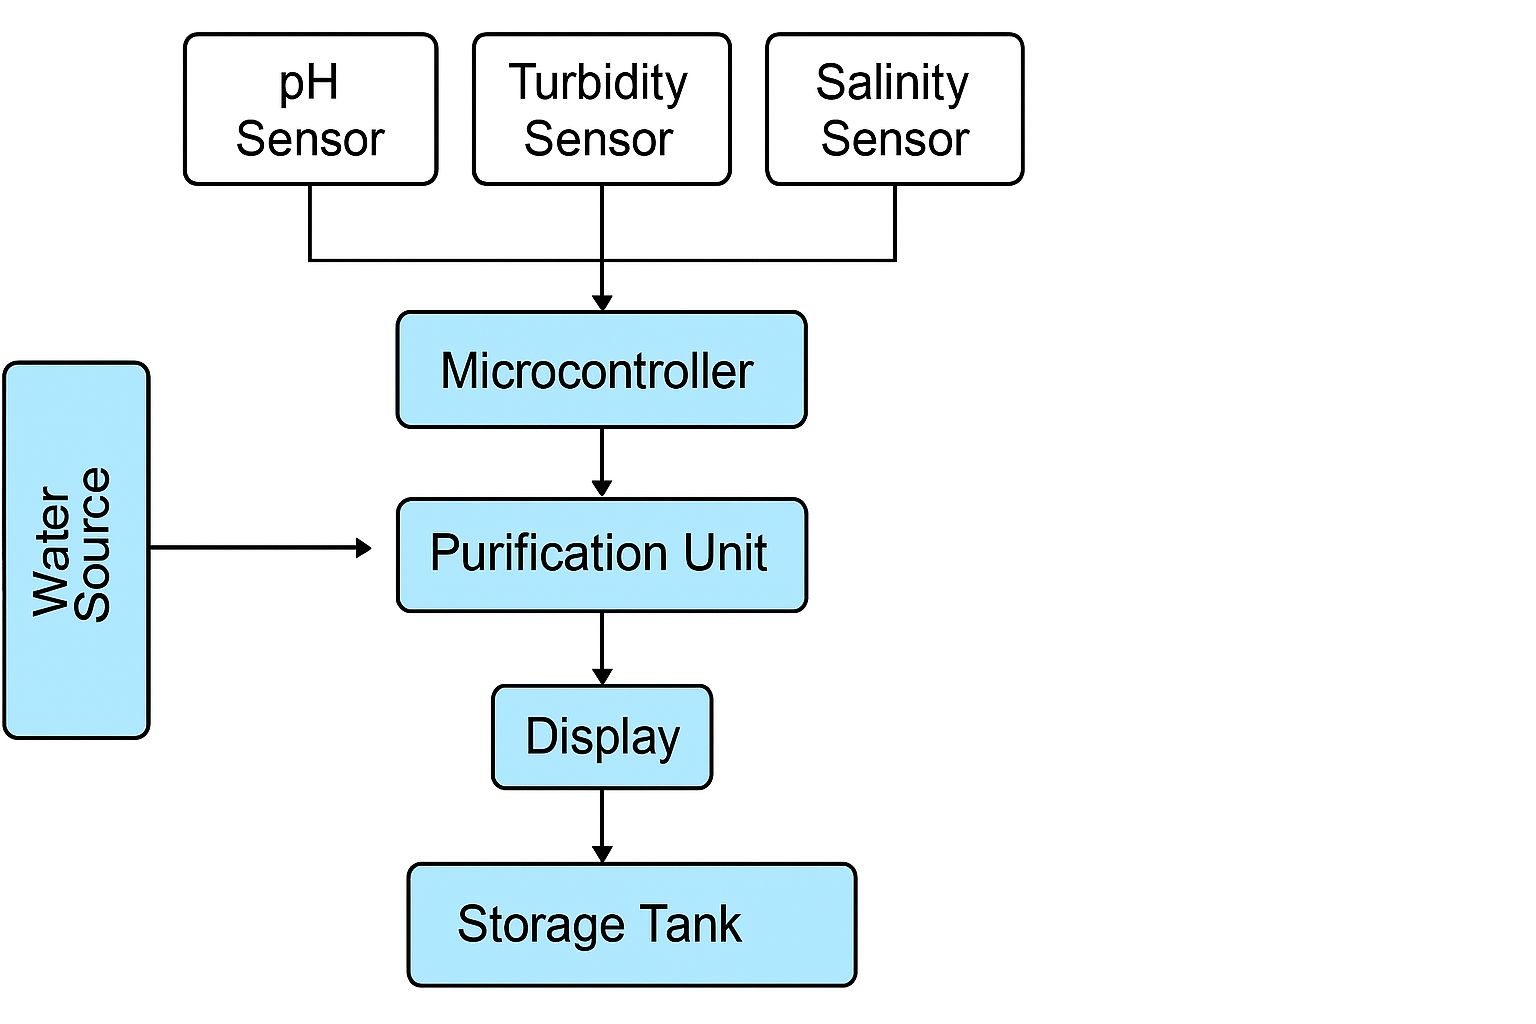 pH
Sensor
Turbidity
Sensor
Salinity
Sensor
Microcontroller
Water
Source
Purification Unit
Display
Storage Tank